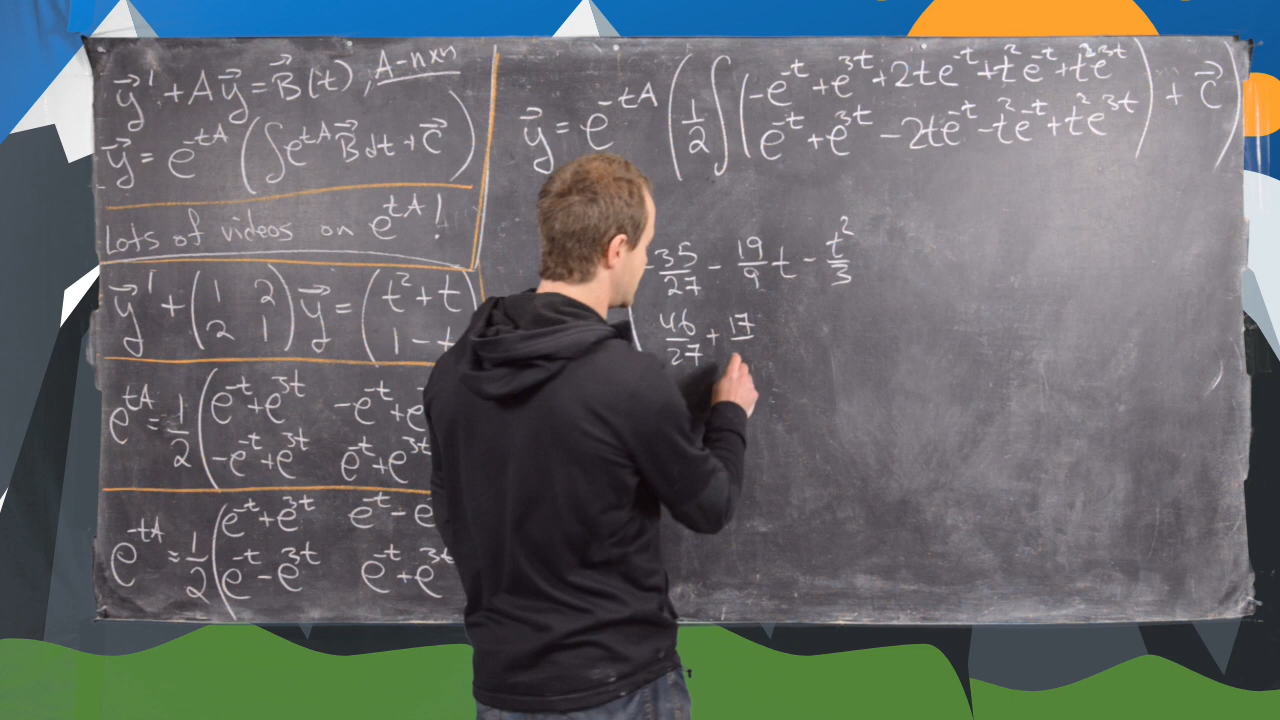 y⃗' + Ay⃗ = B⃗(t), A-n×n
y⃗ = e^{-tA} (∫e^{tA} B⃗ dt + c⃗)
Lots of videos on e^{tA}!
y⃗' + (1 2
2 1) y⃗ = (t² + t
1 - t
e^{tA} = 1/2 (e^{-t} + e^{3t} -e^{-t} + e
-e^{-t} + e^{3t} e^{-t} + e^{3t}
e^{-tA} = 1/2 (e^{-t} + e^{3t} e^{-t} - e
e^{-t} - e^{3t} e^{-t} + e^{3t}
y⃗ = e^{-tA} (1/2 ∫ (-e^{-t} + e^{3t} + 2te^{-t} + t²e^{-t} + t²e^{3t}
e^{-t} + e^{3t} - 2te^{-t} - t²e^{-t} + t²e^{3t}) + c⃗)
-35/27 - 19/9 t - t²/3
46/27 + 17